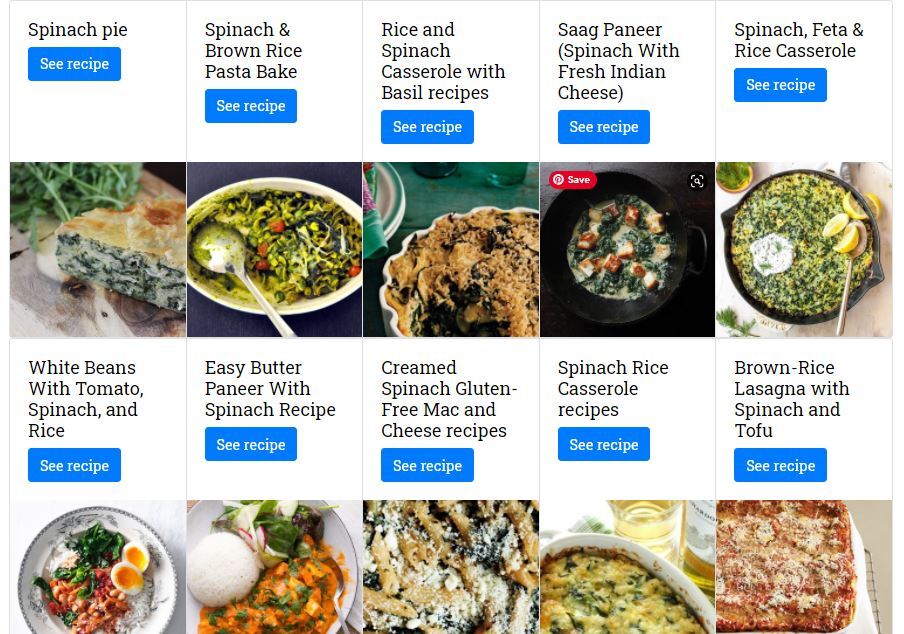 Spinach pie
See recipe
Spinach &
Brown Rice
Pasta Bake
See recipe
Rice and
Spinach
Casserole with
Basil recipes
See recipe
Saag Paneer
(Spinach With
Fresh Indian
Cheese)
See recipe
Spinach, Feta &
Rice Casserole
See recipe
Save
White Beans
With Tomato,
Spinach, and
Rice
See recipe
Easy Butter
Paneer With
Spinach Recipe
See recipe
Creamed
Spinach Gluten-
Free Mac and
Cheese recipes
See recipe
Spinach Rice
Casserole
recipes
See recipe
Brown-Rice
Lasagna with
Spinach and
Tofu
See recipe